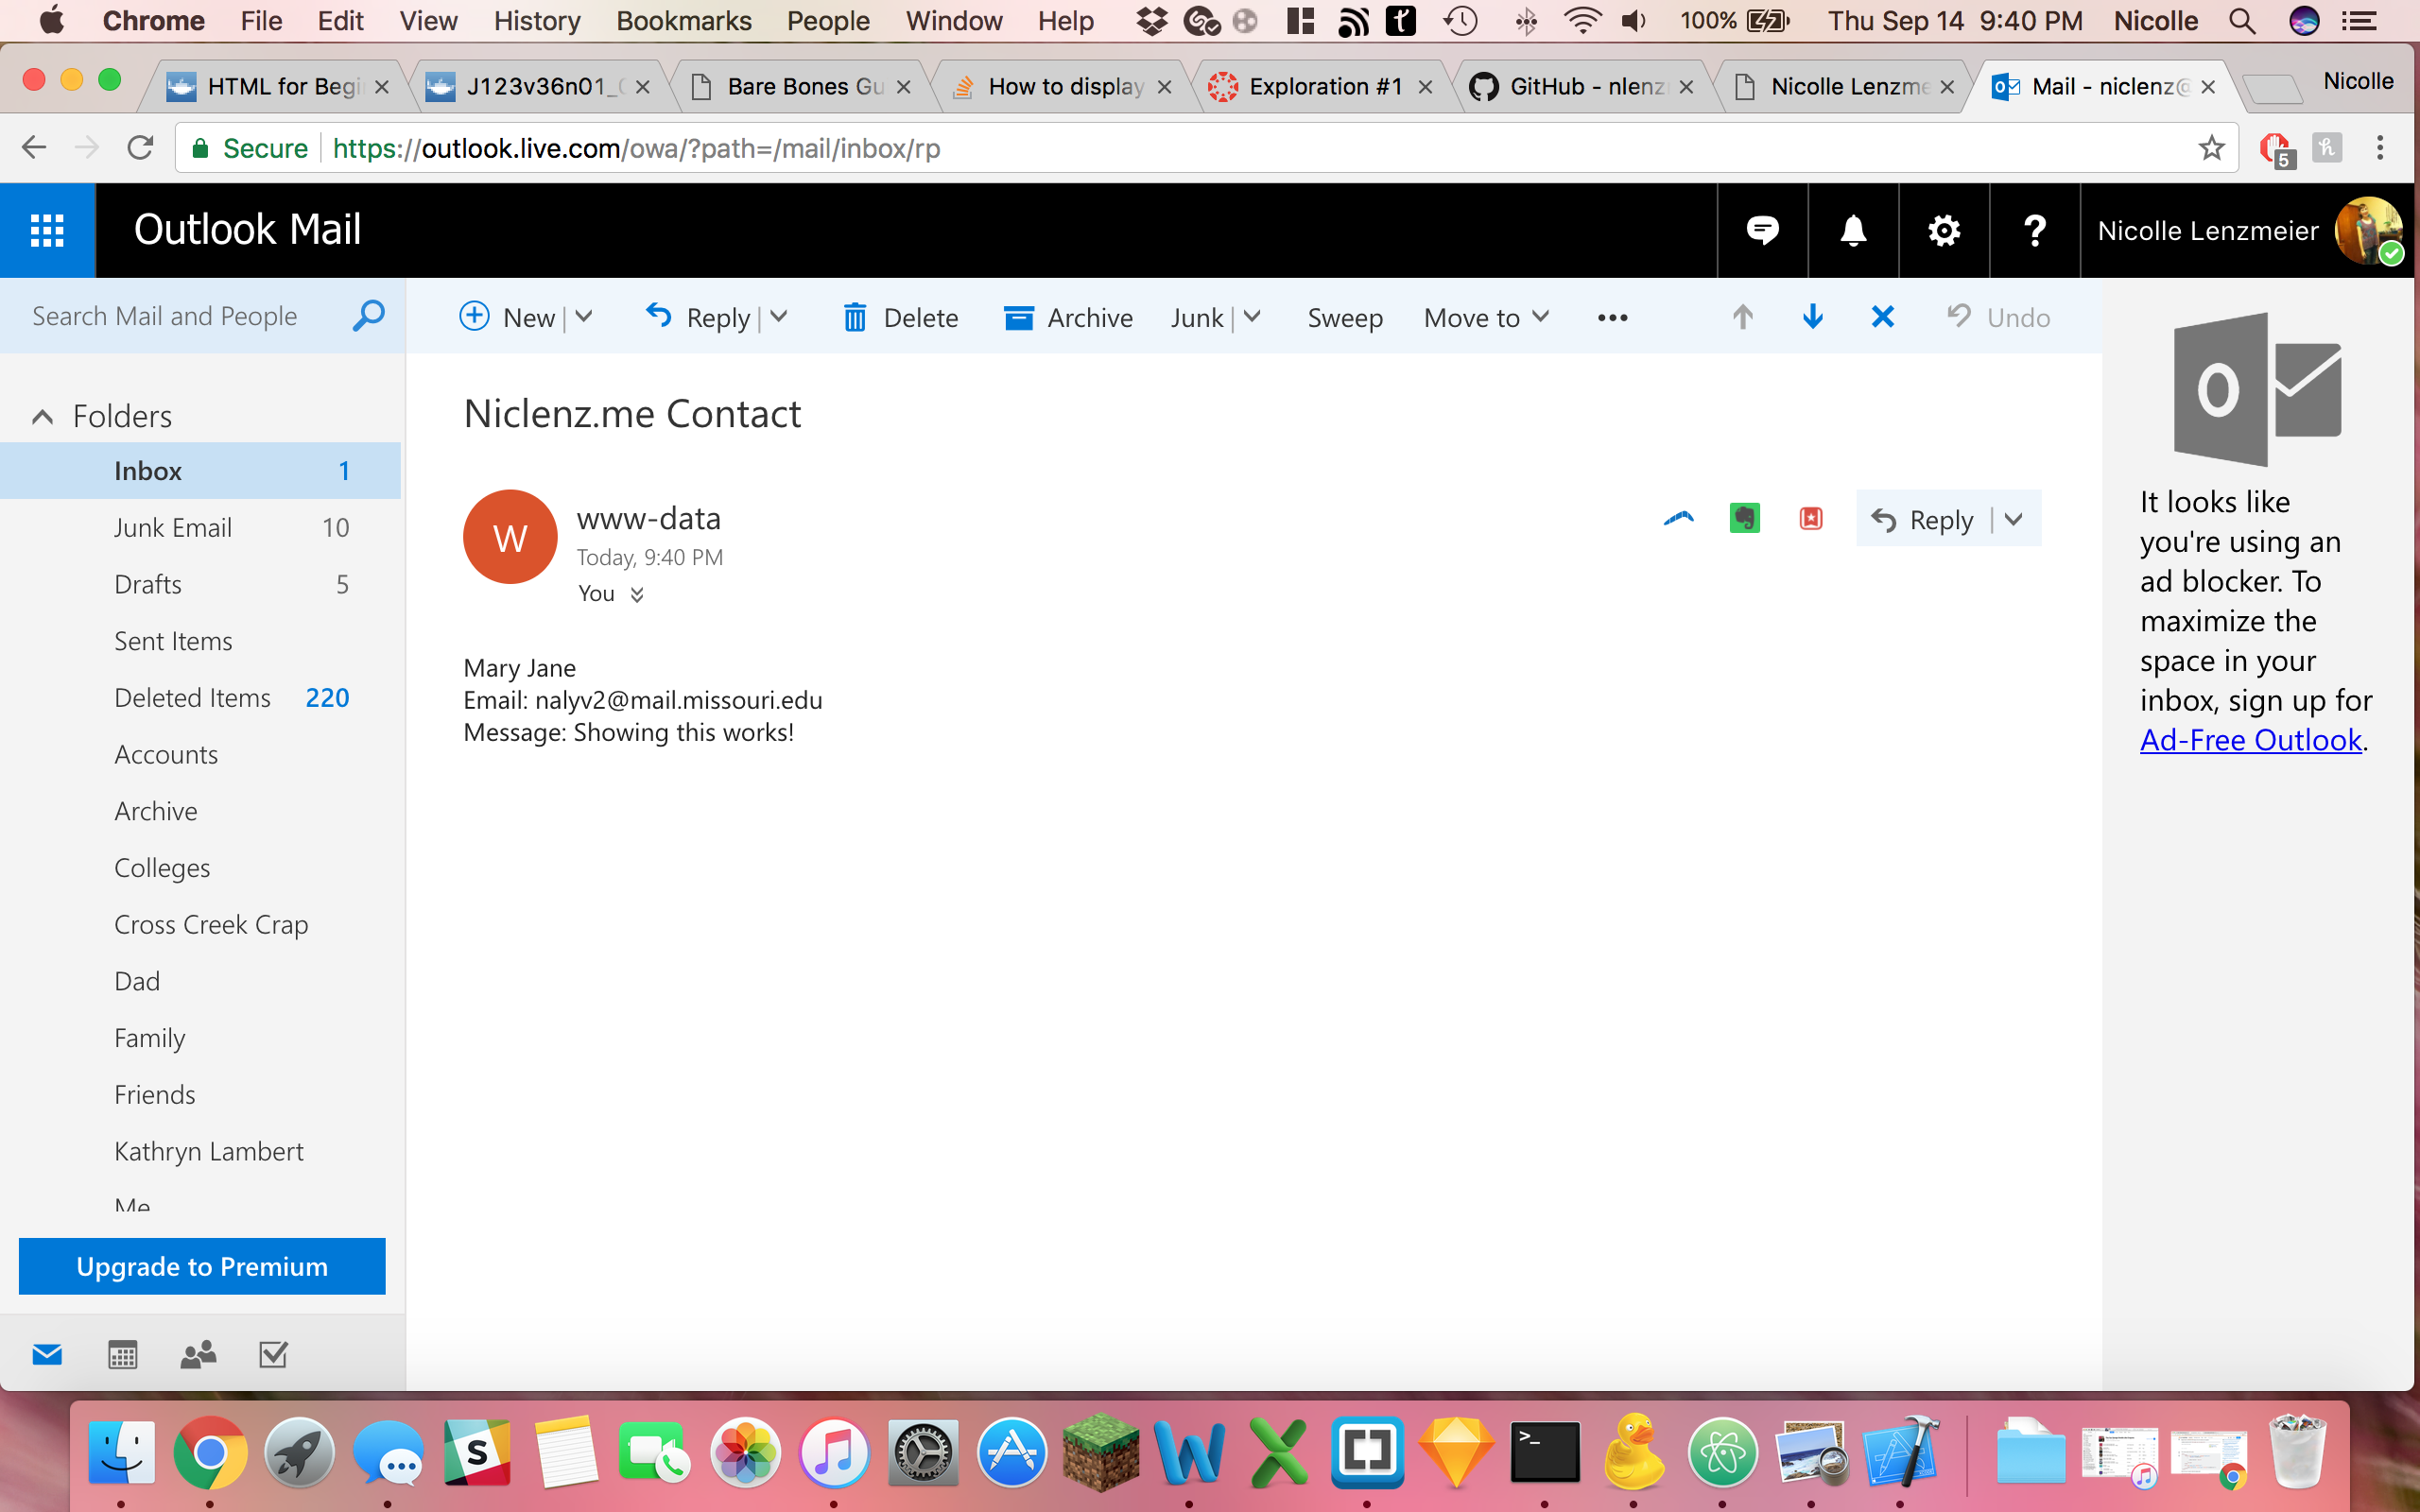 Chrome File Edit View History Bookmarks People Window Help 100% Thu Sep 14 9:40 PM Nicolle
HTML for Begi J123v36n01_ Bare Bones Gu How to display Exploration #1 GitHub - nlenz Nicolle Lenzme Mail - niclenz@ Nicolle
Secure https://outlook.live.com/owa/?path=/mail/inbox/rp 5
Outlook Mail ? Nicolle Lenzmeier
Search Mail and People New Reply Delete Archive Junk Sweep Move to ••• Undo
Folders
Inbox 1
Junk Email 10
Drafts 5
Sent Items
Deleted Items 220
Accounts
Archive
Colleges
Cross Creek Crap
Dad
Family
Friends
Kathryn Lambert
Me
Upgrade to Premium
Niclenz.me Contact
W
www-data
Today, 9:40 PM
You
Reply
Mary Jane
Email: nalyv2@mail.missouri.edu
Message: Showing this works!
It looks like
you're using an
ad blocker. To
maximize the
space in your
inbox, sign up for
Ad-Free Outlook.